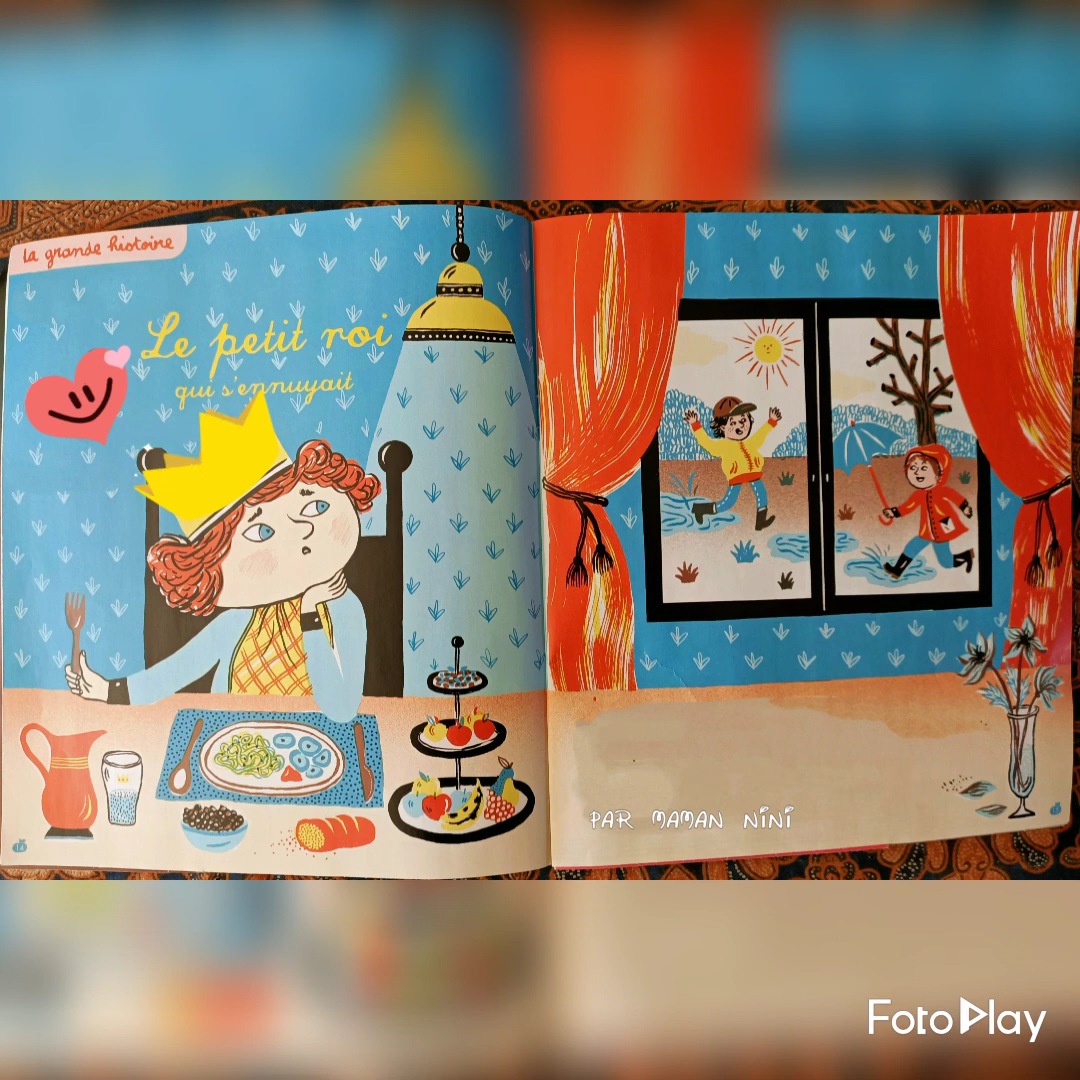 la grande histoire
Le petit roi
qui s'ennuyait
PAR MAMAN NINI
FotoPlay